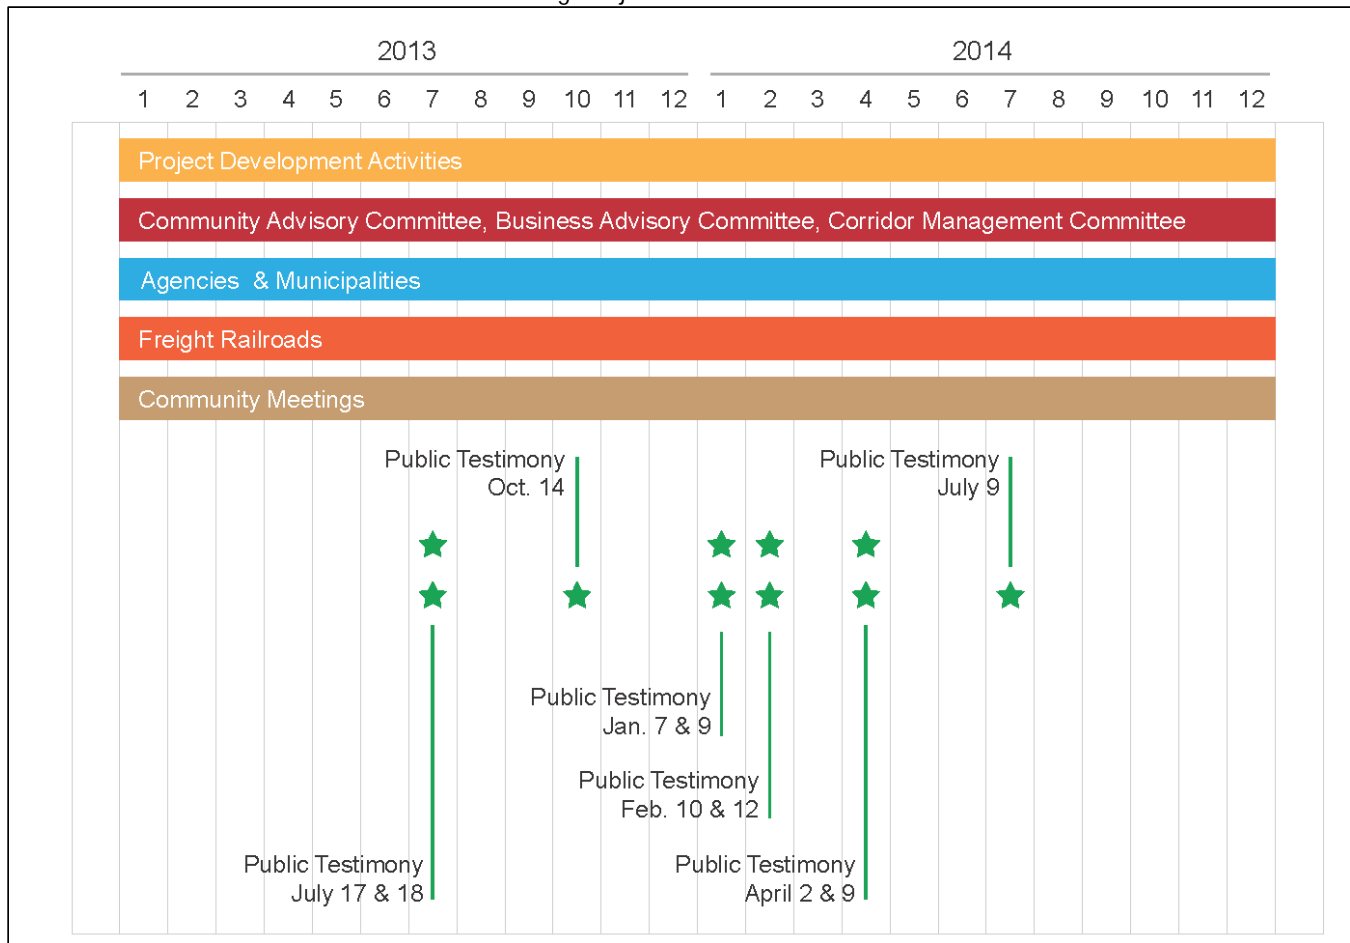 2013 2014
1 2 3 4 5 6 7 8 9 10 11 12 1 2 3 4 5 6 7 8 9 10 11 12
Project Development Activities
Community Advisory Committee, Business Advisory Committee, Corridor Management Committee
Agencies & Municipalities
Freight Railroads
Community Meetings
Public Testimony
Oct. 14
Public Testimony
July 9
Public Testimony
Jan. 7 & 9
Public Testimony
Feb. 10 & 12
Public Testimony
July 17 & 18
Public Testimony
April 2 & 9